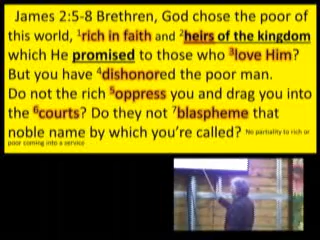 James 2:5-8 Brethren, God chose the poor of
this world, ¹rich in faith and ²heirs of the kingdom
which He promised to those who ³love Him?
But you have ⁴dishonored the poor man.
Do not the rich ⁵oppress you and drag you into
the ⁶courts? Do they not ⁷blaspheme that
noble name by which you're called? No partiality to rich or
poor coming into a service